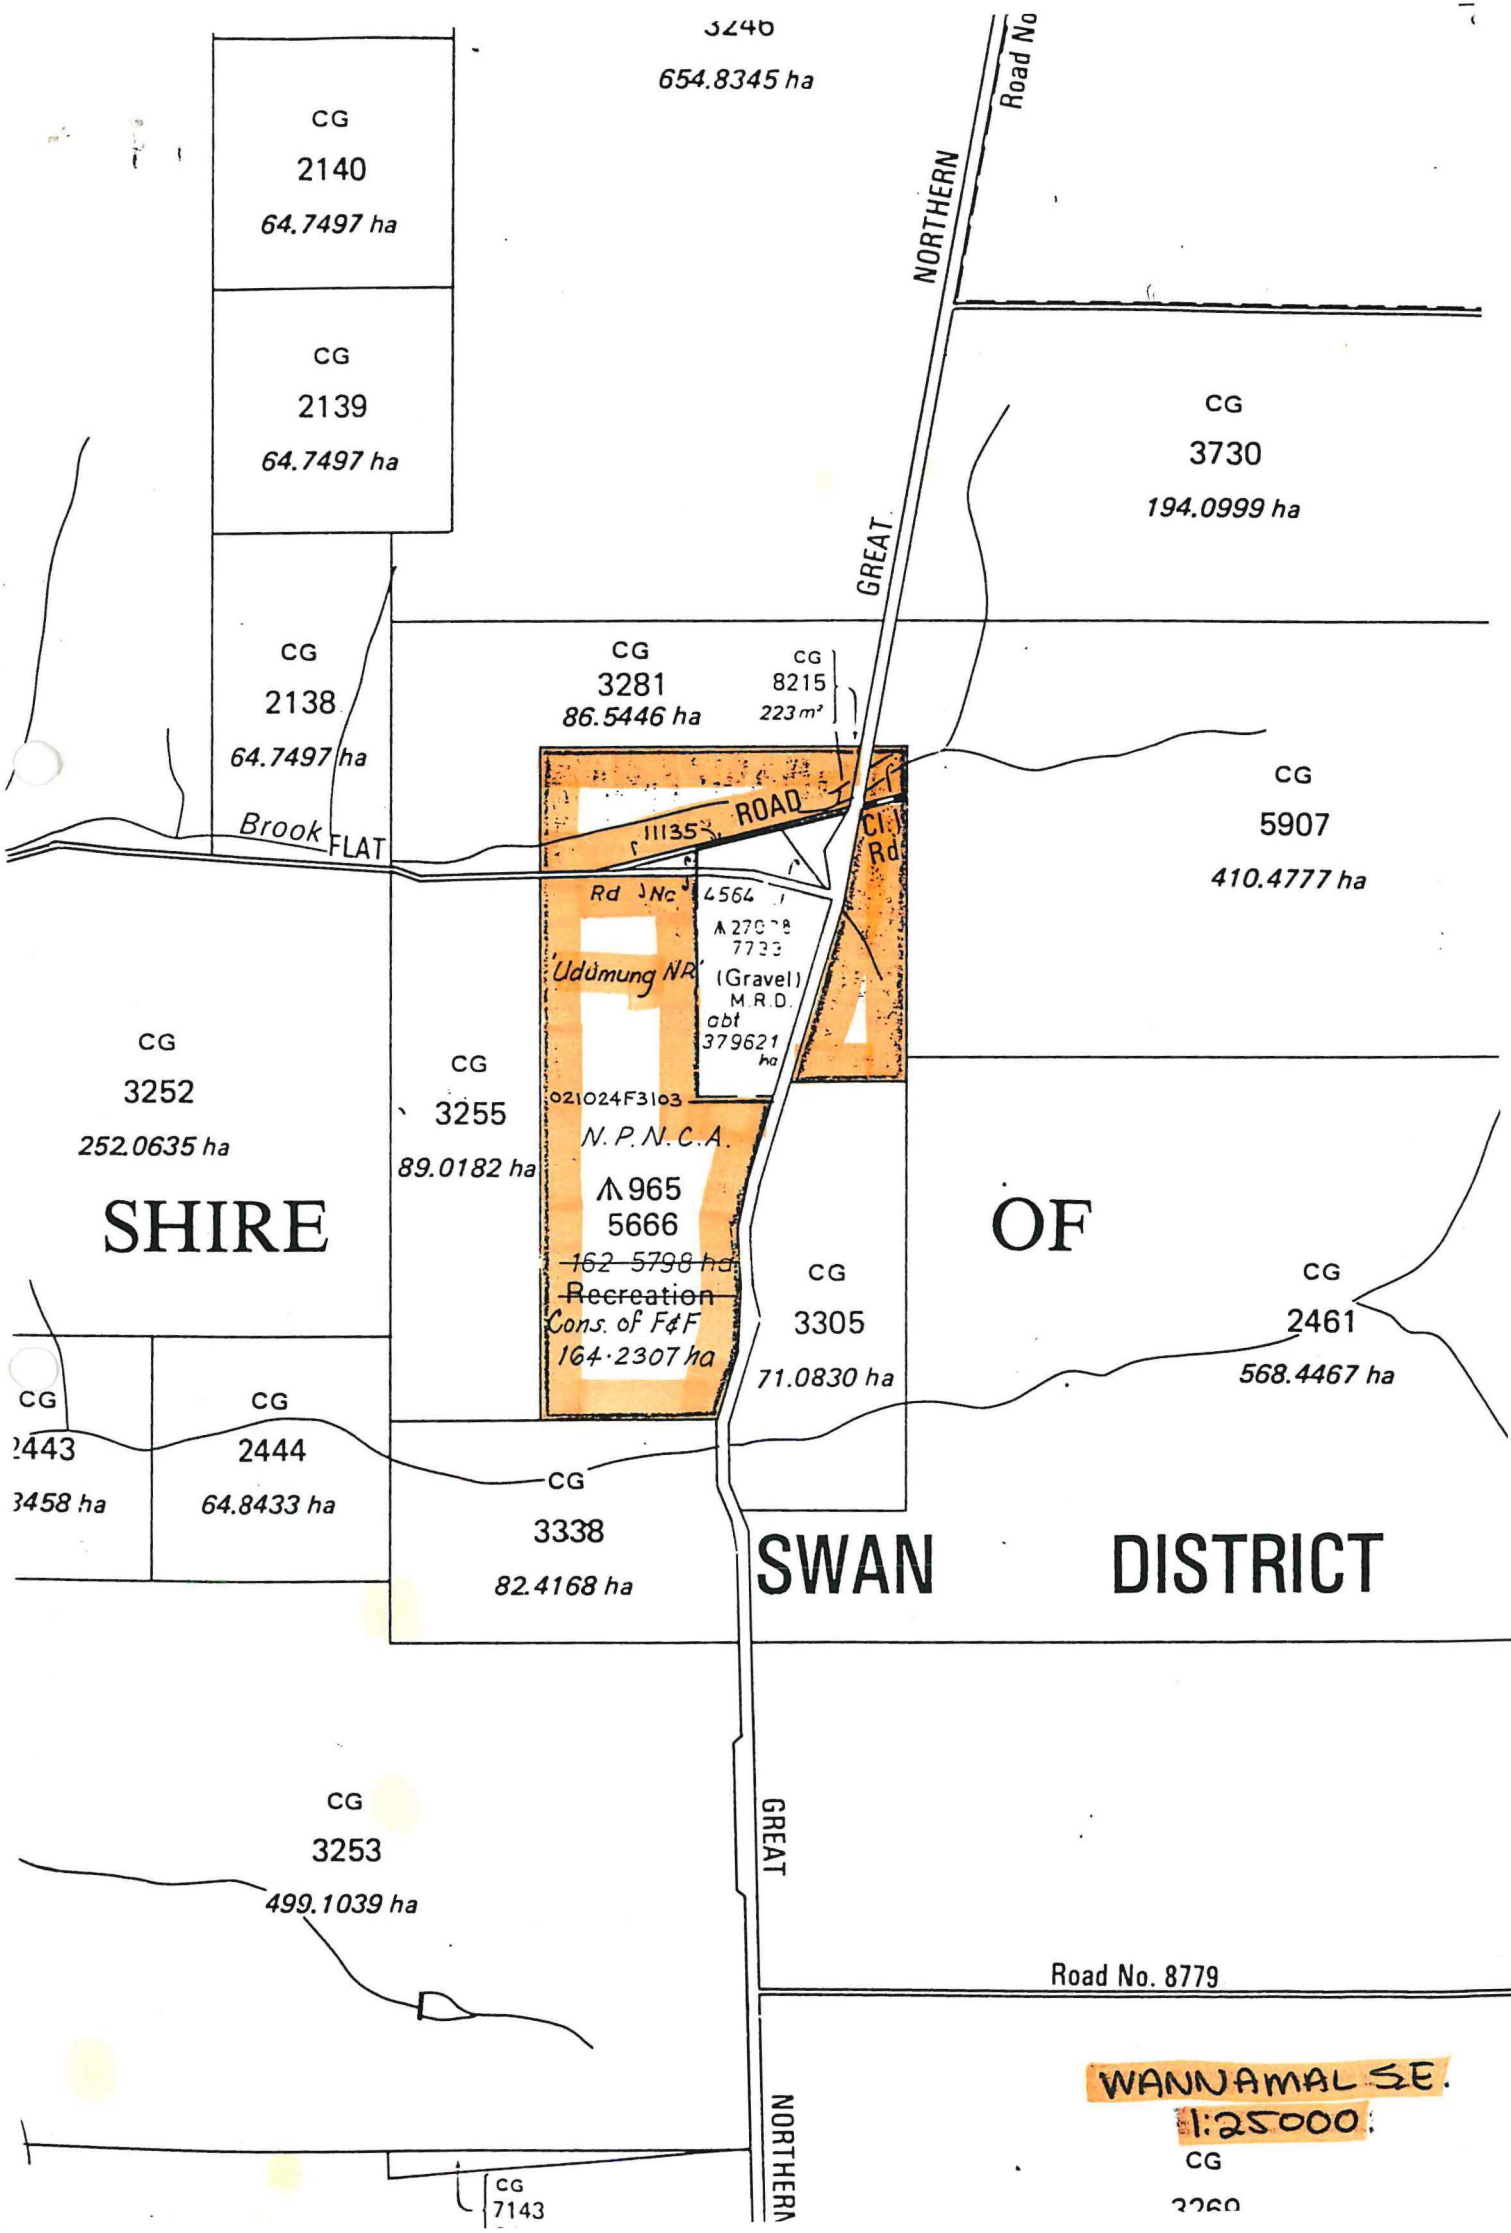 654.8345 ha
Road No
CG
2140
64.7497 ha
NORTHERN
CG
2139
64.7497 ha
CG
3730
194.0999 ha
GREAT
CG
2138
64.7497 ha
CG
3281
86.5446 ha
CG
8215
223 m²
CG
5907
410.4777 ha
Brook
FLAT
ROAD
11135
Cl.
Rd
Rd
4564
(Gravel)
M.R.D.
abt
379621
ha
'Udumung NR'
CG
3252
252.0635 ha
CG
3255
89.0182 ha
021024F3103
N.P.N.C.A.
965
5666
162 5798 ha
Recreation
Cons. of F&F
164.2307 ha
SHIRE
OF
CG
3305
71.0830 ha
CG
2461
568.4467 ha
CG
2443
3458 ha
CG
2444
64.8433 ha
CG
3338
82.4168 ha
SWAN DISTRICT
CG
3253
499.1039 ha
GREAT
Road No. 8779
NORTHERN
WANNAMAL S.E.
1:25000
CG
CG
7143